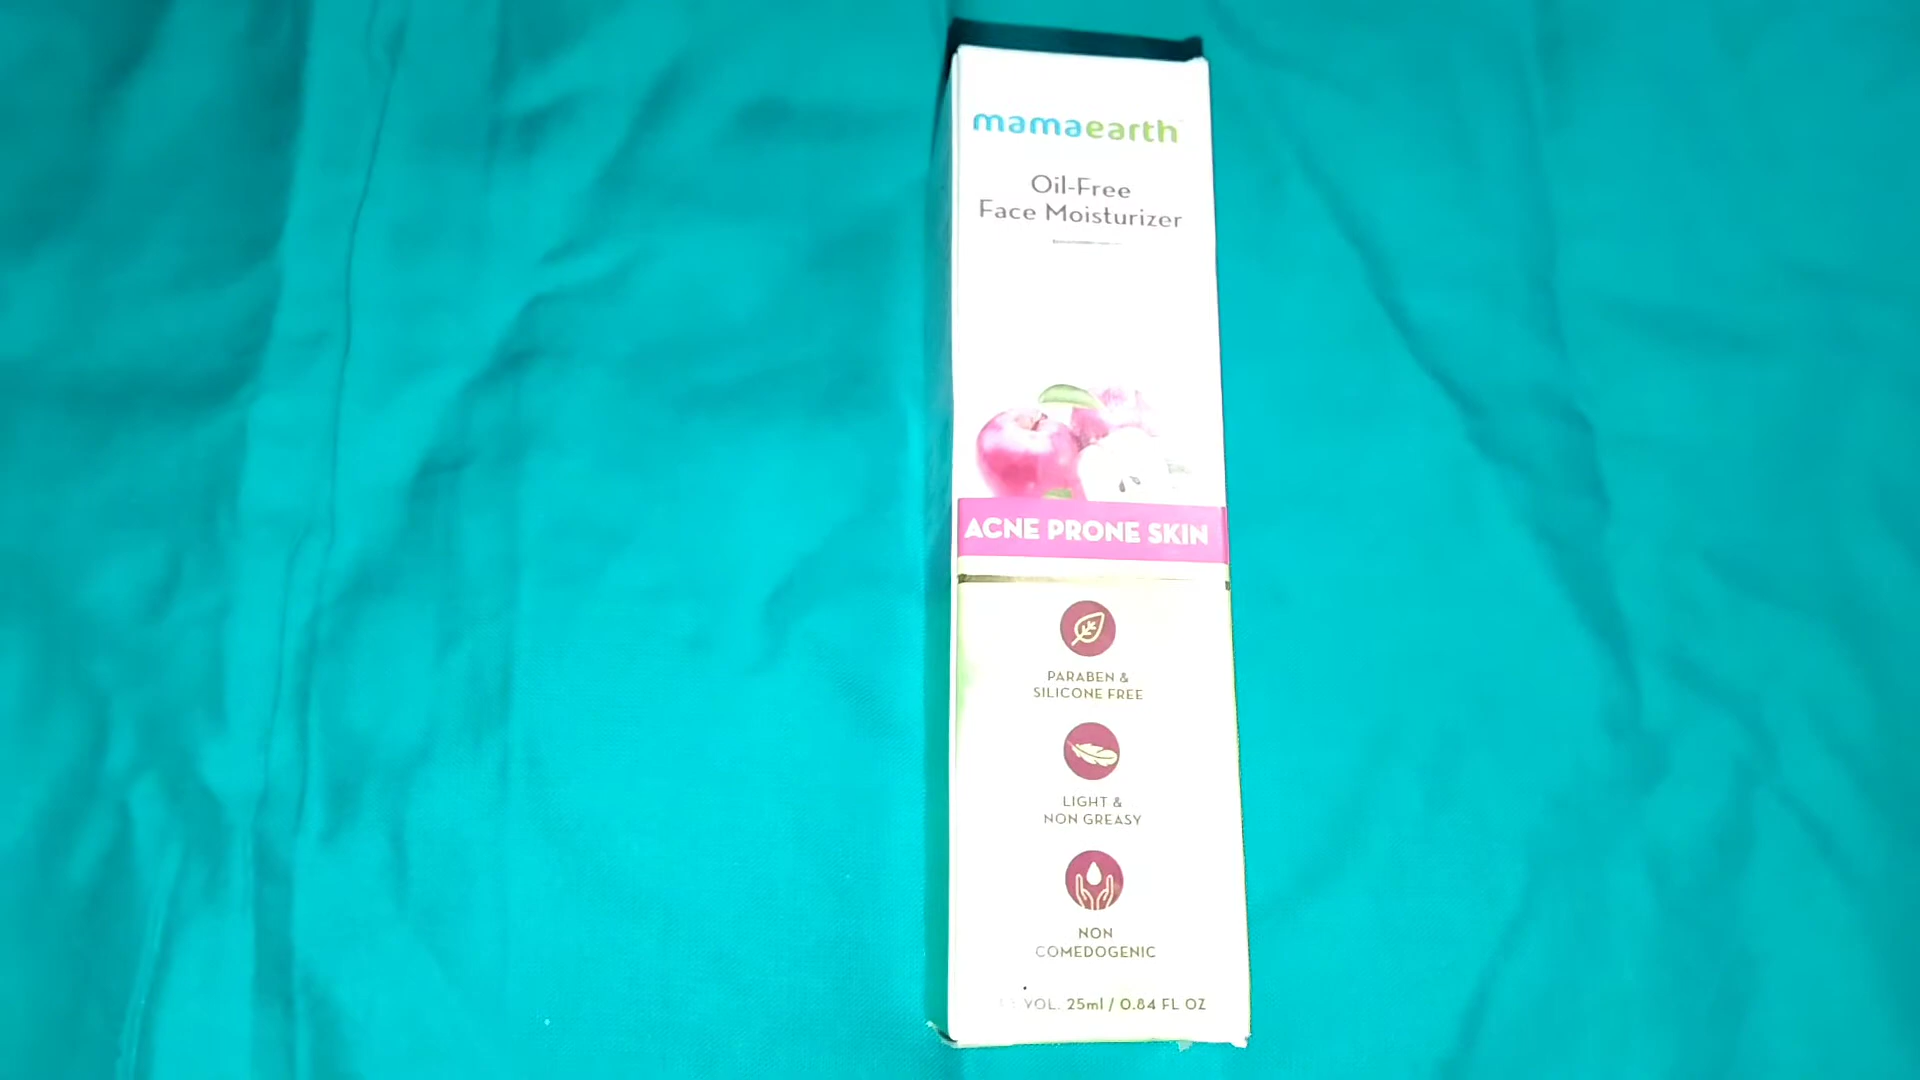 mamaearth
Oil-Free
Face Moisturizer
ACNE PRONE SKIN
PARABEN &
SILICONE FREE
LIGHT &
NON GREASY
NON
COMEDOGENIC
VOL. 25ml / 0.84 FL OZ